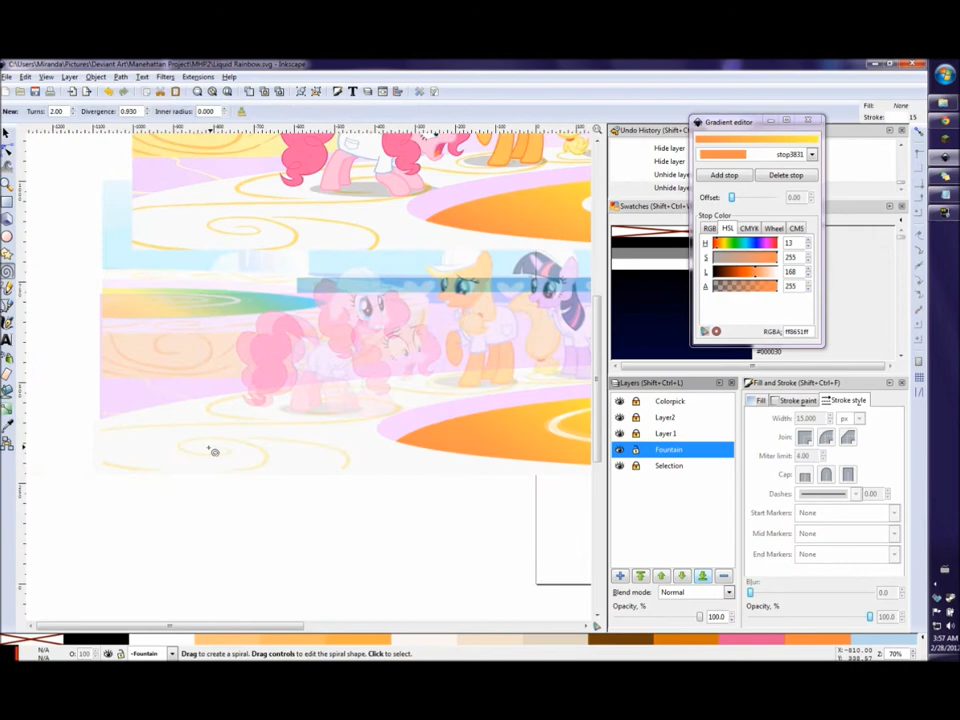 C:\Users\Miranda\Pictures\Deviant Art\Manehattan Project\MHP2\Liquid Rainbow.svg - Inkscape
File Edit View Layer Object Path Text Filters Extensions Help
New: Turns: 2.00 Divergence: 0.930 Inner radius: 0.000
Fill: None
Stroke: 15
Gradient editor
stop3831
Add stop Delete stop
Offset: 0.00
Stop Color
RGB HSL CMYK Wheel CMS
H 13
S 255
L 168
A 255
RGBA: ff8651ff
Undo History (Shift+Ctrl+
Hide layer
Hide layer
Unhide layer
Unhide layer
Swatches (Shift+Ctrl+
#000030
Layers (Shift+Ctrl+L)
Colorpick
Layer2
Layer 1
Fountain
Selection
Blend mode: Normal
Opacity, % 100.0
Fill and Stroke (Shift+Ctrl+F)
Fill Stroke paint Stroke style
Width: 15.000 px
Join:
Miter limit: 4.00
Cap:
Dashes: 0.00
Start Markers: None
Mid Markers: None
End Markers: None
Blur: 0.0
Opacity, % 100.0
N/A
N/A
O: 100 -Fountain Drag to create a spiral. Drag controls to edit the spiral shape. Click to select.
X: -810.00
Y: 338.57
Z: 70%
3:57 AM
2/28/201